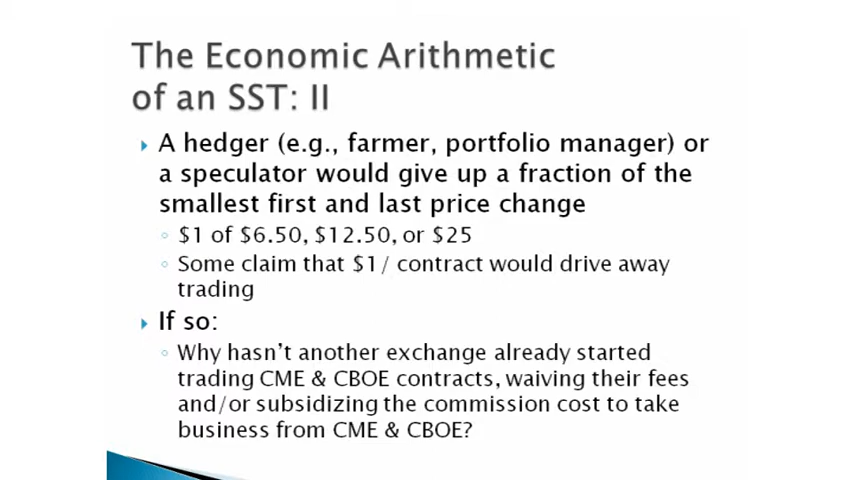 The Economic Arithmetic
of an SST: II
A hedger (e.g., farmer, portfolio manager) or
a speculator would give up a fraction of the
smallest first and last price change
$1 of $6.50, $12.50, or $25
Some claim that $1/ contract would drive away
trading
If so:
Why hasn't another exchange already started
trading CME & CBOE contracts, waiving their fees
and/or subsidizing the commission cost to take
business from CME & CBOE?